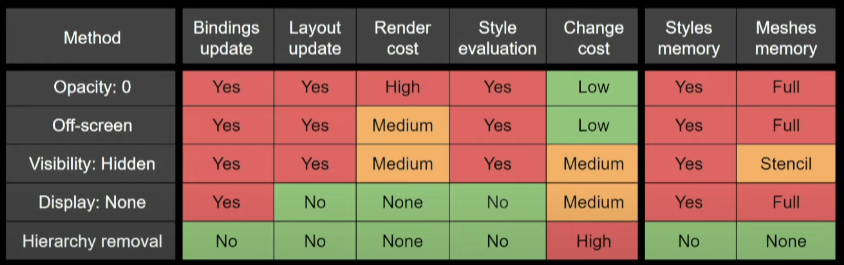 Method Bindings update Layout update Render cost Style evaluation Change cost Styles memory Meshes memory
Opacity: 0 Yes Yes High Yes Low Yes Full
Off-screen Yes Yes Medium Yes Low Yes Full
Visibility: Hidden Yes Yes Medium Yes Medium Yes Stencil
Display: None Yes No None No Medium Yes Full
Hierarchy removal No No None No High No None